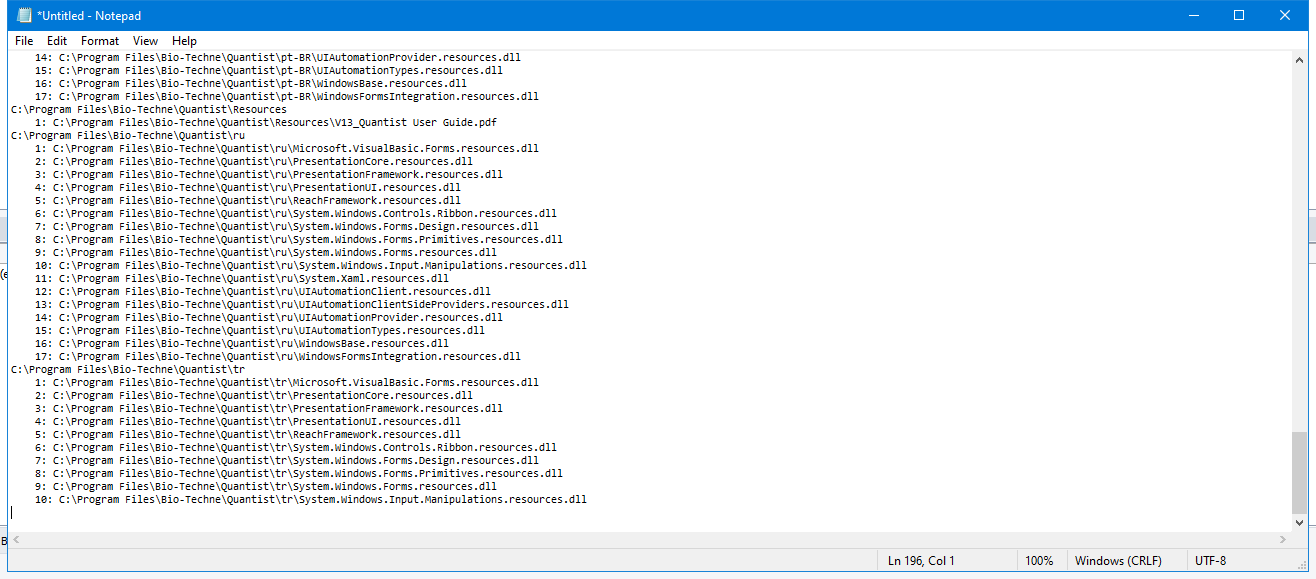 *Untitled - Notepad
File Edit Format View Help
14: C:\Program Files\Bio-Techne\Quantist\pt-BR\UIAutomationProvider.resources.dll
15: C:\Program Files\Bio-Techne\Quantist\pt-BR\UIAutomationTypes.resources.dll
16: C:\Program Files\Bio-Techne\Quantist\pt-BR\WindowsBase.resources.dll
17: C:\Program Files\Bio-Techne\Quantist\pt-BR\WindowsFormsIntegration.resources.dll
C:\Program Files\Bio-Techne\Quantist\Resources
1: C:\Program Files\Bio-Techne\Quantist\Resources\V13_Quantist User Guide.pdf
C:\Program Files\Bio-Techne\Quantist\ru
1: C:\Program Files\Bio-Techne\Quantist\ru\Microsoft.VisualBasic.Forms.resources.dll
2: C:\Program Files\Bio-Techne\Quantist\ru\PresentationCore.resources.dll
3: C:\Program Files\Bio-Techne\Quantist\ru\PresentationFramework.resources.dll
4: C:\Program Files\Bio-Techne\Quantist\ru\PresentationUI.resources.dll
5: C:\Program Files\Bio-Techne\Quantist\ru\ReachFramework.resources.dll
6: C:\Program Files\Bio-Techne\Quantist\ru\System.Windows.Controls.Ribbon.resources.dll
7: C:\Program Files\Bio-Techne\Quantist\ru\System.Windows.Forms.Design.resources.dll
8: C:\Program Files\Bio-Techne\Quantist\ru\System.Windows.Forms.Primitives.resources.dll
9: C:\Program Files\Bio-Techne\Quantist\ru\System.Windows.Forms.resources.dll
10: C:\Program Files\Bio-Techne\Quantist\ru\System.Windows.Input.Manipulations.resources.dll
11: C:\Program Files\Bio-Techne\Quantist\ru\System.Xaml.resources.dll
12: C:\Program Files\Bio-Techne\Quantist\ru\UIAutomationClient.resources.dll
13: C:\Program Files\Bio-Techne\Quantist\ru\UIAutomationClientSideProviders.resources.dll
14: C:\Program Files\Bio-Techne\Quantist\ru\UIAutomationProvider.resources.dll
15: C:\Program Files\Bio-Techne\Quantist\ru\UIAutomationTypes.resources.dll
16: C:\Program Files\Bio-Techne\Quantist\ru\WindowsBase.resources.dll
17: C:\Program Files\Bio-Techne\Quantist\ru\WindowsFormsIntegration.resources.dll
C:\Program Files\Bio-Techne\Quantist\tr
1: C:\Program Files\Bio-Techne\Quantist\tr\Microsoft.VisualBasic.Forms.resources.dll
2: C:\Program Files\Bio-Techne\Quantist\tr\PresentationCore.resources.dll
3: C:\Program Files\Bio-Techne\Quantist\tr\PresentationFramework.resources.dll
4: C:\Program Files\Bio-Techne\Quantist\tr\PresentationUI.resources.dll
5: C:\Program Files\Bio-Techne\Quantist\tr\ReachFramework.resources.dll
6: C:\Program Files\Bio-Techne\Quantist\tr\System.Windows.Controls.Ribbon.resources.dll
7: C:\Program Files\Bio-Techne\Quantist\tr\System.Windows.Forms.Design.resources.dll
8: C:\Program Files\Bio-Techne\Quantist\tr\System.Windows.Forms.Primitives.resources.dll
9: C:\Program Files\Bio-Techne\Quantist\tr\System.Windows.Forms.resources.dll
10: C:\Program Files\Bio-Techne\Quantist\tr\System.Windows.Input.Manipulations.resources.dll
Ln 196, Col 1 100% Windows (CRLF) UTF-8